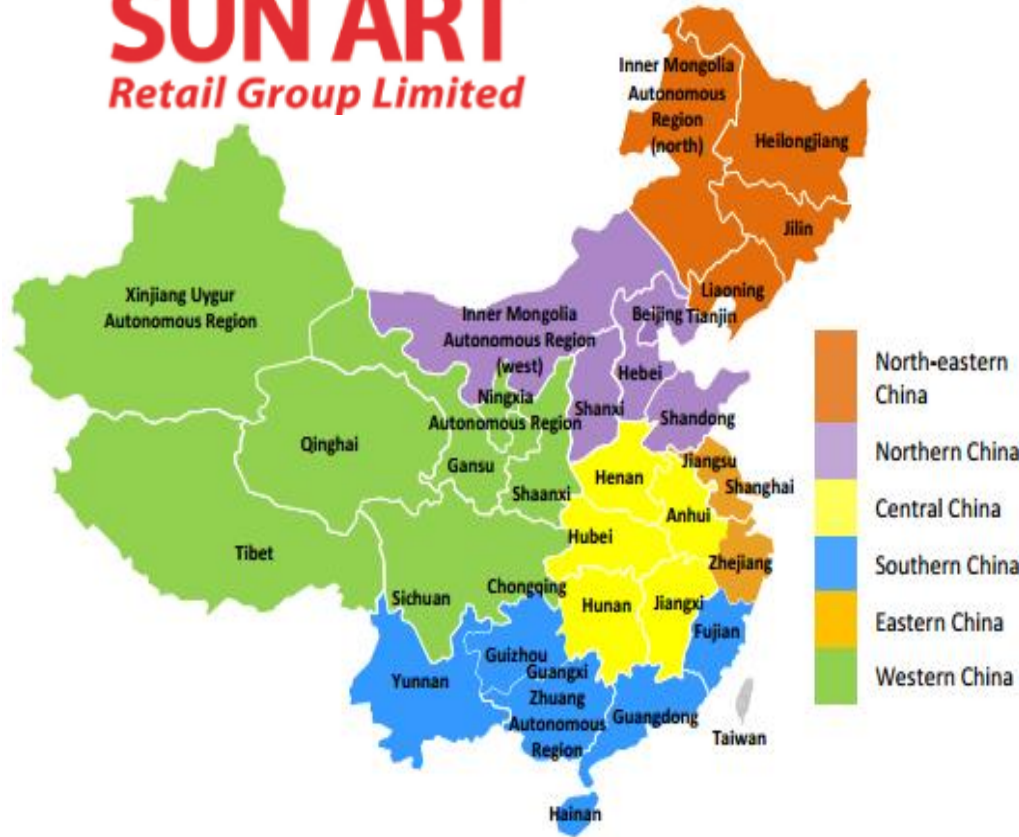 SUN ART
Retail Group Limited
Inner Mongolia
Autonomous
Region
(north)
Heilongjiang
Jilin
Liaoning
Xinjiang Uygur
Autonomous Region
Inner Mongolia
Autonomous Region
(west)
Beijing
Tianjin
Hebei
Shanxi
Shandong
Ningxia
Autonomous Region
Qinghai
Gansu
Shaanxi
Henan
Jiangsu
Shanghai
Anhui
Hubei
Zhejiang
Tibet
Sichuan
Chongqing
Hunan
Jiangxi
Fujian
Yunnan
Guizhou
Guangxi
Zhuang
Autonomous
Region
Guangdong
Taiwan
Hainan
North-eastern
China
Northern China
Central China
Southern China
Eastern China
Western China